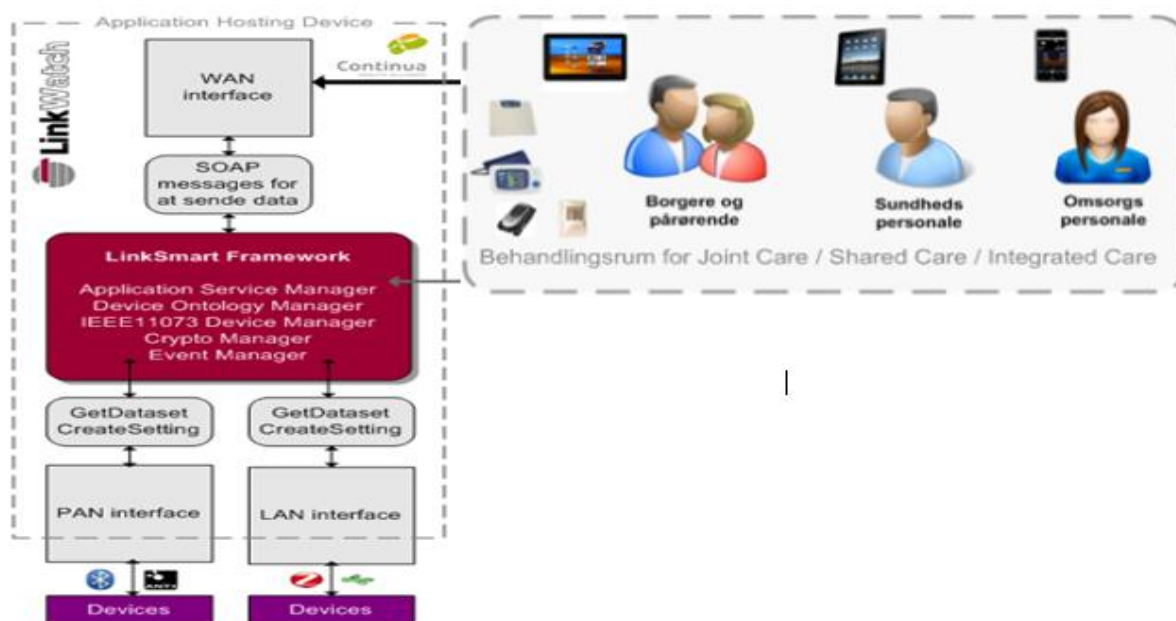 Application Hosting Device
LinkWatch
Continua
WAN
interface
SOAP
messages for
at sende data
LinkSmart Framework
Application Service Manager
Device Ontology Manager
IEEE11073 Device Manager
Crypto Manager
Event Manager
GetDataset
CreateSetting
GetDataset
CreateSetting
PAN interface
LAN interface
Devices
Devices
Borgere og
pårørende
Sundheds
personale
Omsorgs
personale
Behandlingsrum for Joint Care / Shared Care / Integrated Care